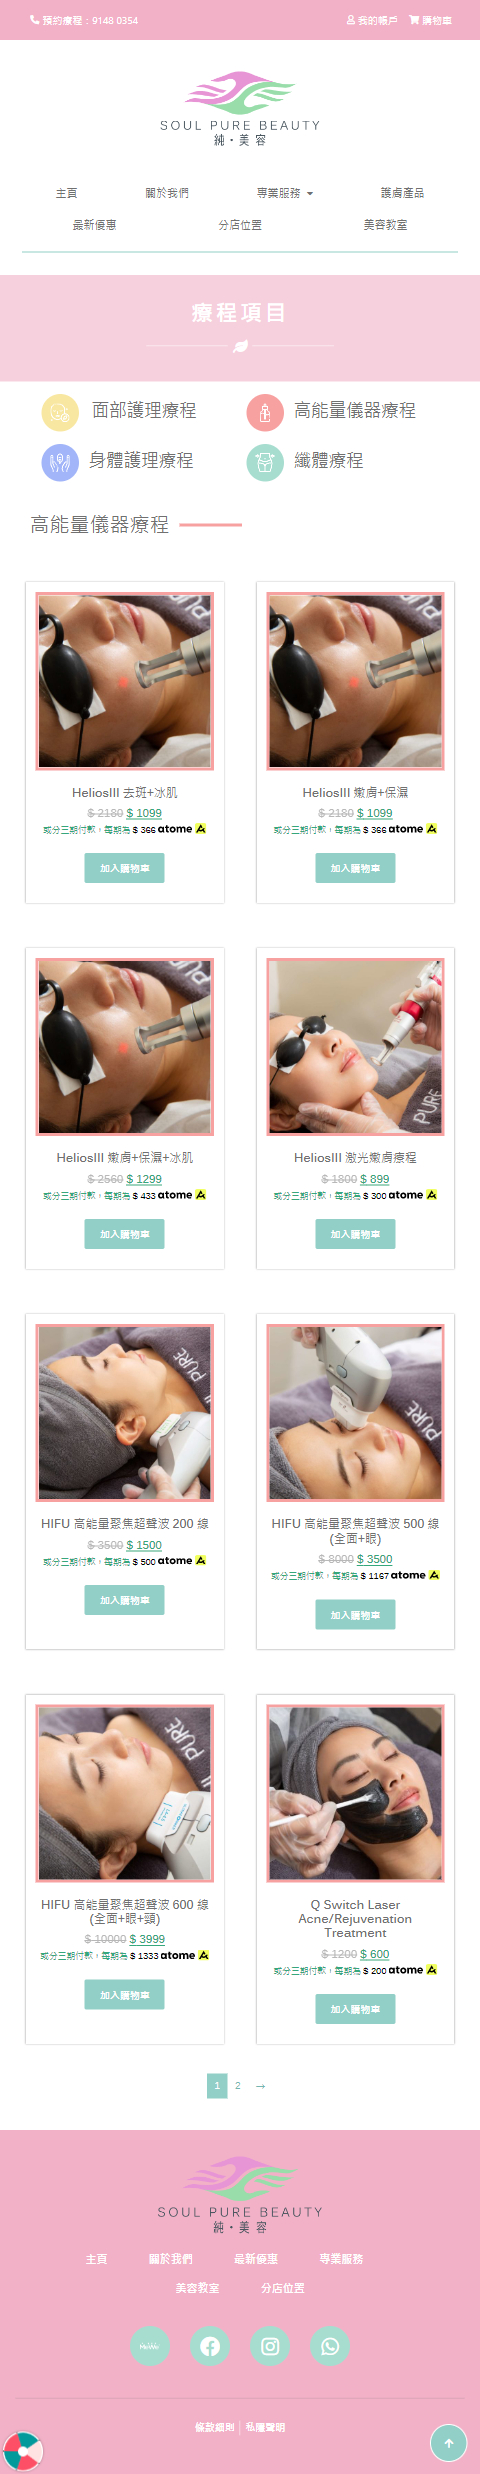 預約療程：9148 0354
我的帳戶 購物車
SOUL PURE BEAUTY
純·美 容
主頁 關於我們 專業服務 護膚產品
最新優惠 分店位置 美容教室
療程項目
面部護理療程 高能量儀器療程
身體護理療程 纖體療程
高能量儀器療程
HeliosIII 去斑+冰肌
$ 2180 $ 1099
或分三期付款，每期為 $ 366 atome
加入購物車
HeliosIII 嫩膚+保濕
$ 2180 $ 1099
或分三期付款，每期為 $ 366 atome
加入購物車
HeliosIII 嫩膚+保濕+冰肌
$ 2560 $ 1299
或分三期付款，每期為 $ 433 atome
加入購物車
PURE
HeliosIII 激光嫩膚療程
$ 1800 $ 899
或分三期付款，每期為 $ 300 atome
加入購物車
PURE
HIFU 高能量聚焦超聲波 200 線
$ 3500 $ 1500
或分三期付款，每期為 $ 500 atome
加入購物車
PURE
HIFU 高能量聚焦超聲波 500 線
(全面+眼)
$ 8000 $ 3500
或分三期付款，每期為 $ 1167 atome
加入購物車
PURE
HIFU 高能量聚焦超聲波 600 線
(全面+眼+頸)
$ 10000 $ 3999
或分三期付款，每期為 $ 1333 atome
加入購物車
Q Switch Laser
Acne/Rejuvenation
Treatment
$ 1200 $ 600
或分三期付款，每期為 $ 200 atome
加入購物車
1 2 →
SOUL PURE BEAUTY
純·美 容
主頁 關於我們 最新優惠 專業服務
美容教室 分店位置
條款細則 | 私隱聲明